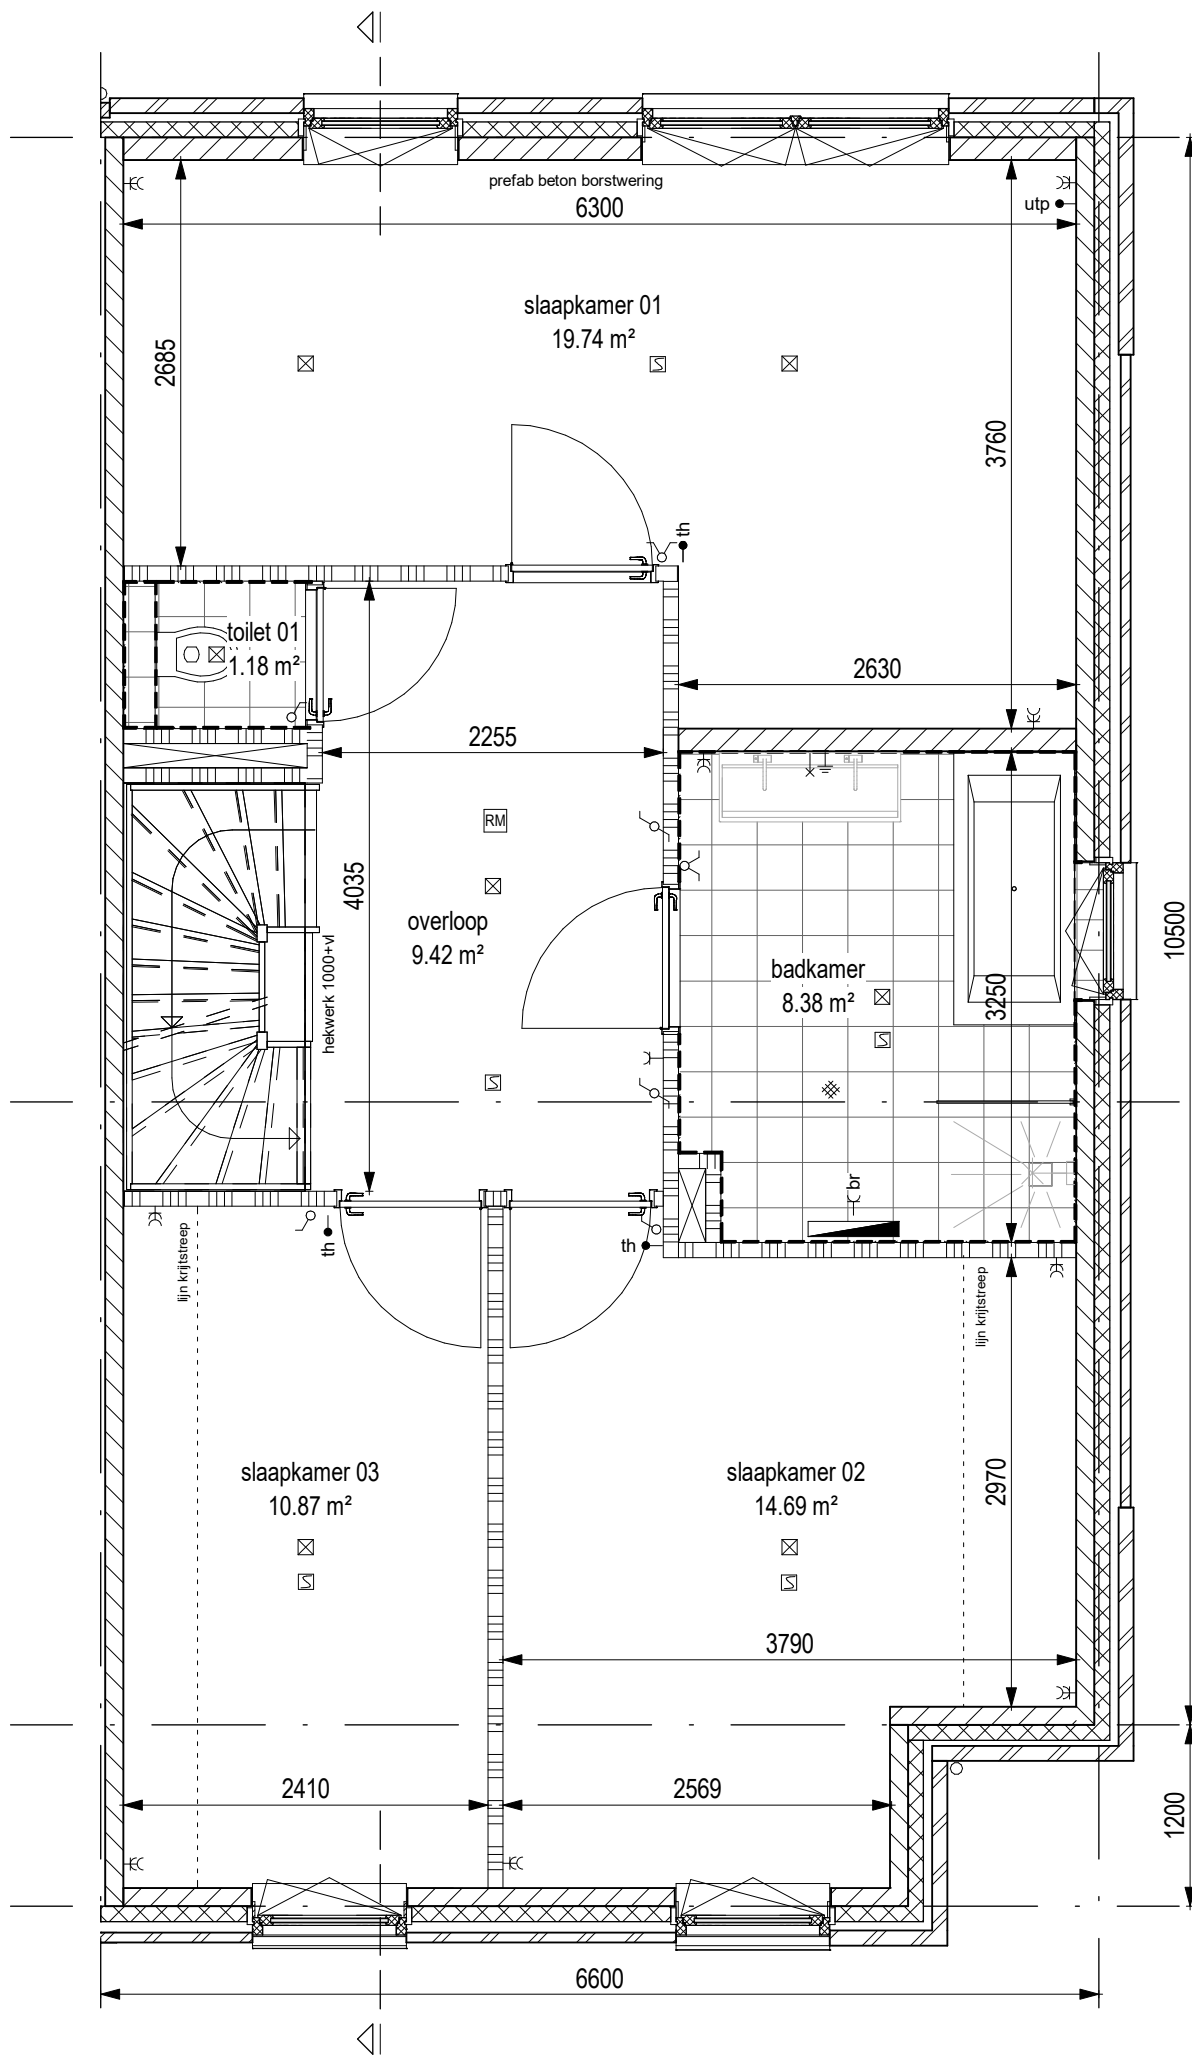 prefab beton borstwering
6300
utp
slaapkamer 01
19.74 m²
2685
3760
th
toilet 01
1.18 m²
2630
2255
RM
4035
overloop
9.42 m²
hekwerk 1000+vl
badkamer
8.38 m²
3250
10500
br
th
th
lijn krijtstreep
lijn krijtstreep
slaapkamer 03
10.87 m²
slaapkamer 02
14.69 m²
2970
3790
2410
2569
1200
6600